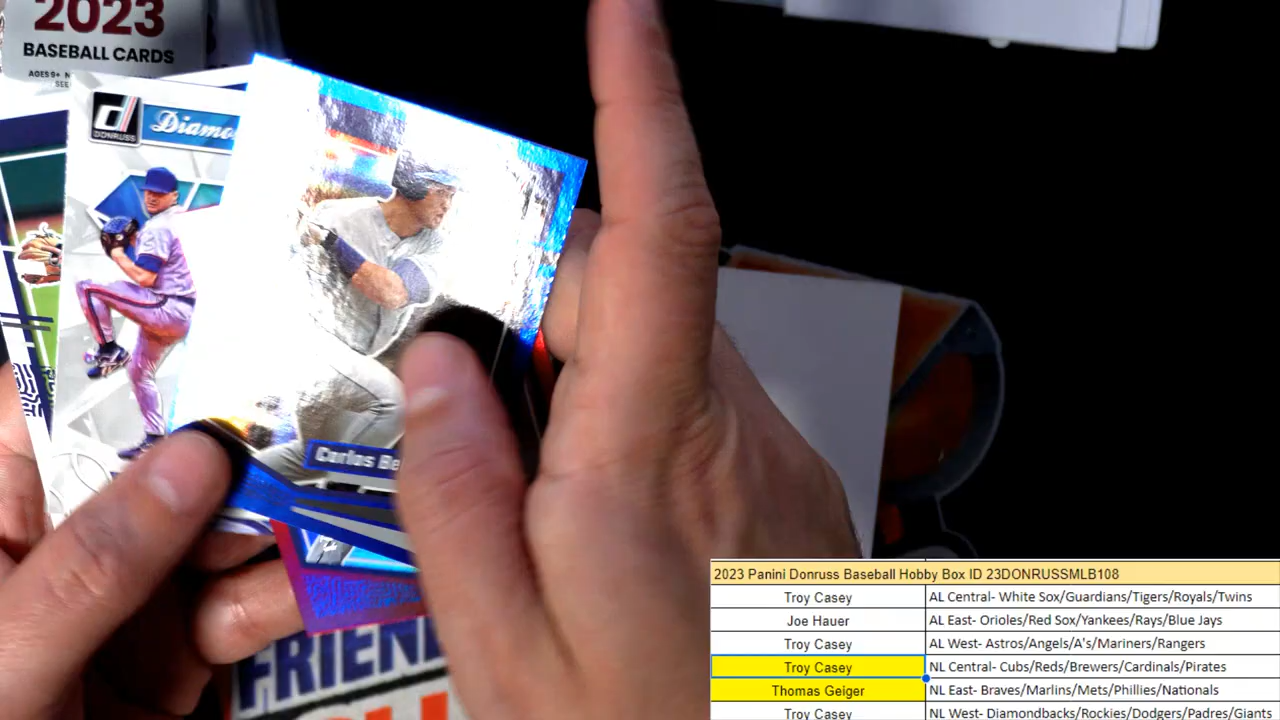 2023
BASEBALL CARDS
AGES 9+
SEE
DONRUSS
Diamo
Carlos Be
FRIEN
2023 Panini Donruss Baseball Hobby Box ID 23DONRUSSMLB108
Troy Casey AL Central- White Sox/Guardians/Tigers/Royals/Twins
Joe Hauer AL East- Orioles/Red Sox/Yankees/Rays/Blue Jays
Troy Casey AL West- Astros/Angels/A's/Mariners/Rangers
Troy Casey NL Central- Cubs/Reds/Brewers/Cardinals/Pirates
Thomas Geiger NL East- Braves/Marlins/Mets/Phillies/Nationals
Troy Casey NL West- Diamondbacks/Rockies/Dodgers/Padres/Giants